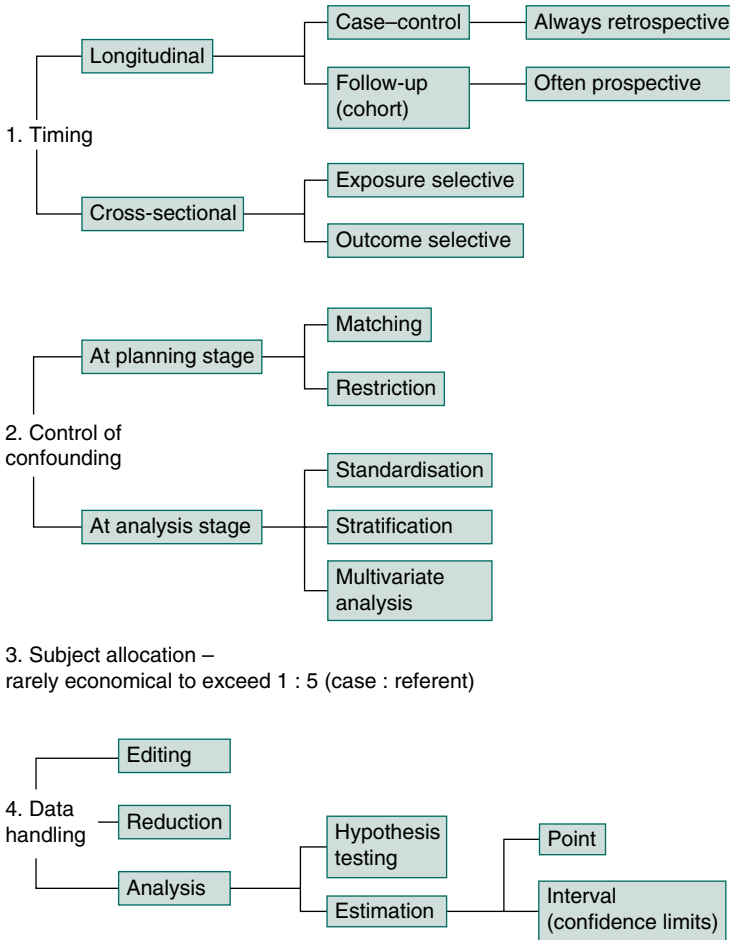 Case–control
Always retrospective
Longitudinal
Follow-up
(cohort)
Often prospective
1. Timing
Cross-sectional
Exposure selective
Outcome selective
At planning stage
Matching
Restriction
2. Control of
confounding
At analysis stage
Standardisation
Stratification
Multivariate
analysis
3. Subject allocation –
rarely economical to exceed 1 : 5 (case : referent)
4. Data
handling
Editing
Reduction
Analysis
Hypothesis
testing
Estimation
Point
Interval
(confidence limits)